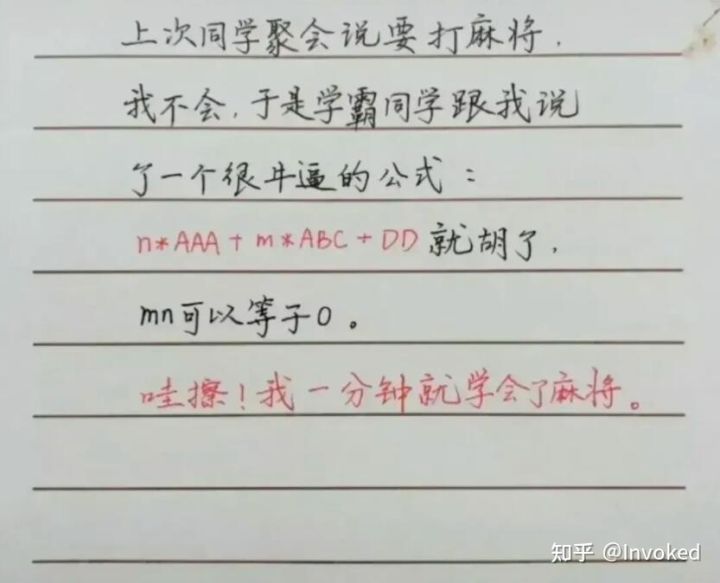 上次同学聚会说要打麻将.
我不会,于是学霸同学跟我说
了一个很牛逼的公式:
n*AAA+m*ABC+DD就胡了,
mn可以等于0。
哇擦!我一分钟就学会了麻将。
知乎 @Invoked